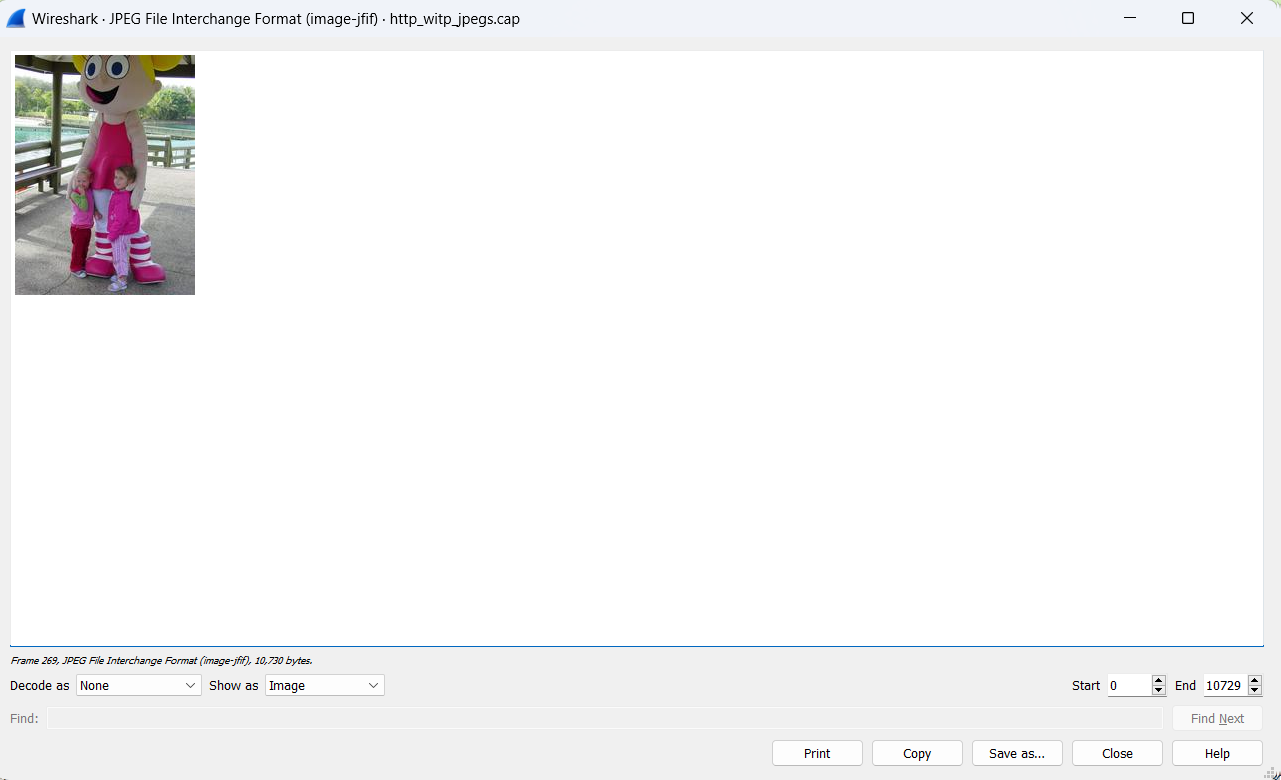 Wireshark · JPEG File Interchange Format (image-jfif) · http_witp_jpegs.cap
Frame 269, JPEG File Interchange Format (image-jfif), 10,730 bytes.
Decode as None Show as Image Start 0 End 10729
Find: Find Next
Print Copy Save as... Close Help